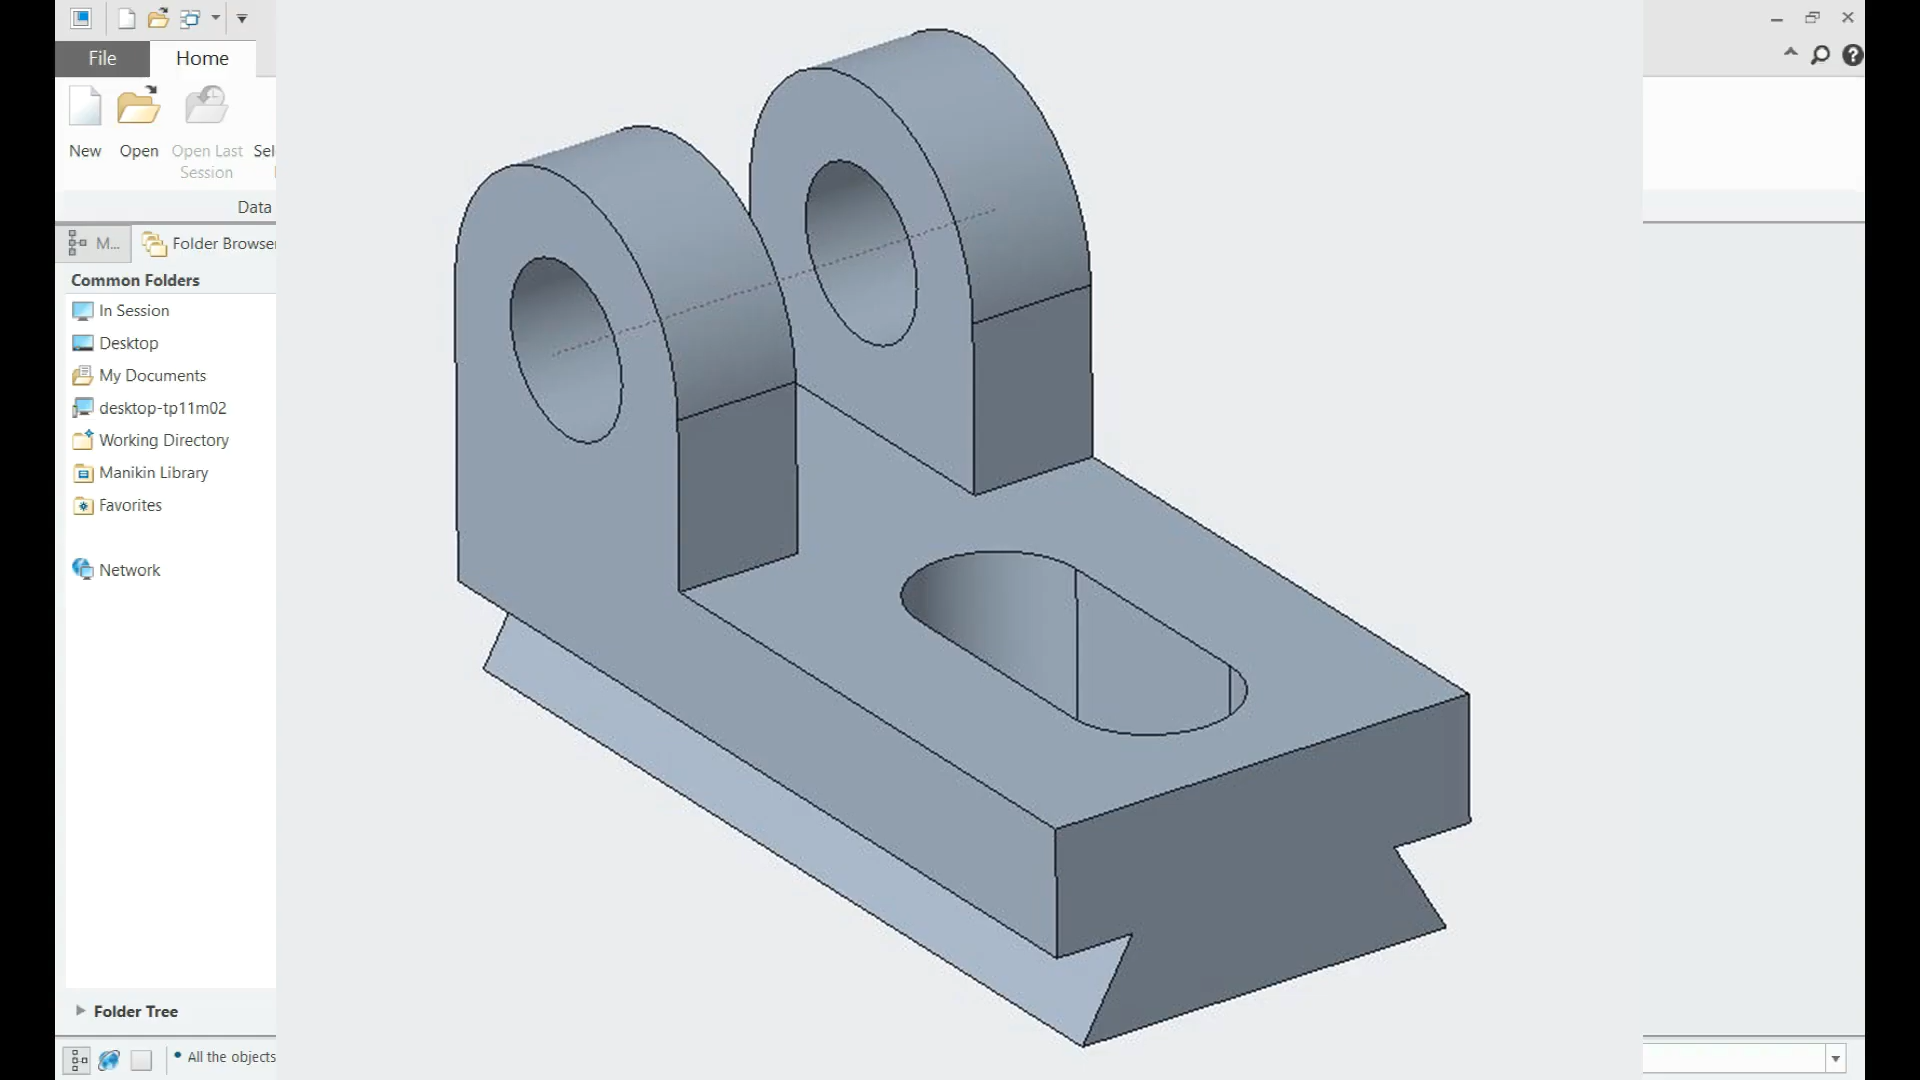 File
Home
New
Open
Open Last
Session
Sel
Data
M...
Folder Browser
Common Folders
In Session
Desktop
My Documents
desktop-tp11m02
Working Directory
Manikin Library
Favorites
Network
Folder Tree
All the objects